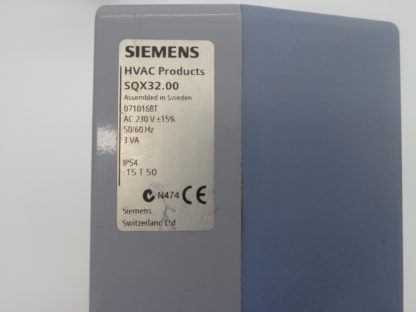 SIEMENS
HVAC Products
SQX32.00
Assembled in Sweden
071016BT
AC 230 V ±15%
50/60 Hz
3 VA
IP54
15 T 50
N474 CE
Siemens
Switzerland Ltd